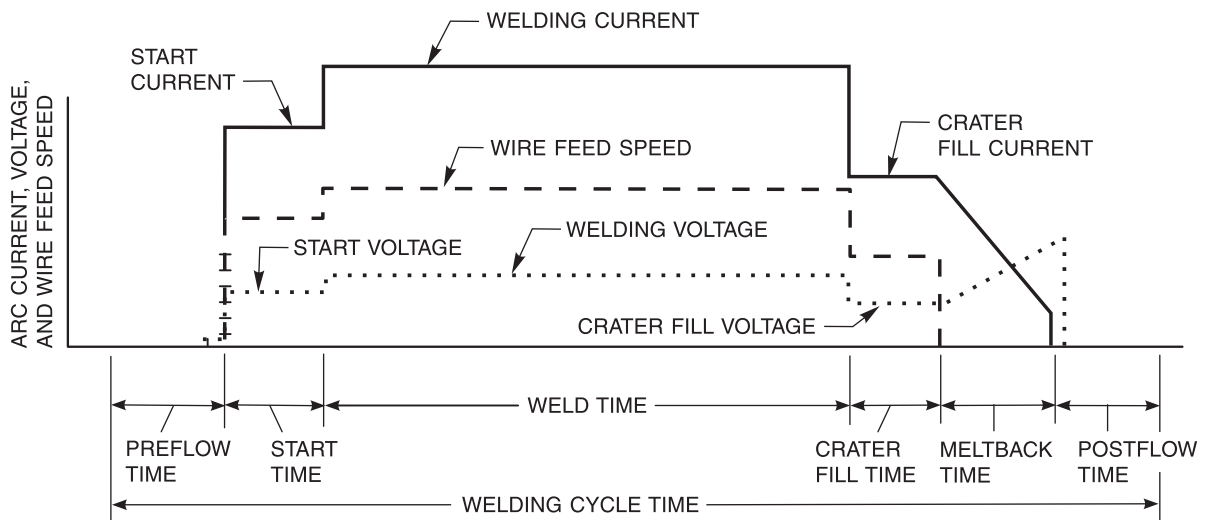 WELDING CURRENT
START
CURRENT
ARC CURRENT, VOLTAGE,
AND WIRE FEED SPEED
CRATER
FILL CURRENT
WIRE FEED SPEED
WELDING VOLTAGE
START VOLTAGE
CRATER FILL VOLTAGE
WELD TIME
PREFLOW
TIME
START
TIME
CRATER
FILL TIME
MELTBACK
TIME
POSTFLOW
TIME
WELDING CYCLE TIME